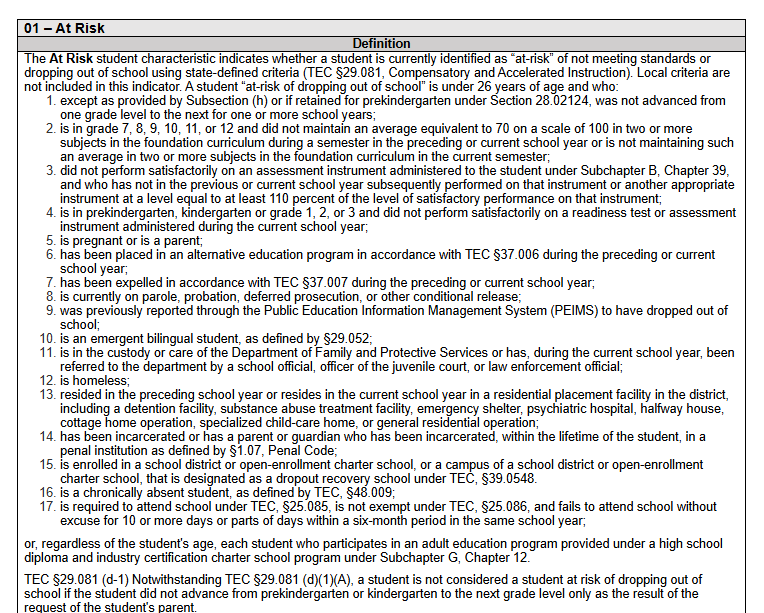 01 – At Risk
Definition
The At Risk student characteristic indicates whether a student is currently identified as “at-risk” of not meeting standards or
dropping out of school using state-defined criteria (TEC §29.081, Compensatory and Accelerated Instruction). Local criteria are
not included in this indicator. A student “at-risk of dropping out of school” is under 26 years of age and who:
1. except as provided by Subsection (h) or if retained for prekindergarten under Section 28.02124, was not advanced from
one grade level to the next for one or more school years;
2. is in grade 7, 8, 9, 10, 11, or 12 and did not maintain an average equivalent to 70 on a scale of 100 in two or more
subjects in the foundation curriculum during a semester in the preceding or current school year or is not maintaining such
an average in two or more subjects in the foundation curriculum in the current semester;
3. did not perform satisfactorily on an assessment instrument administered to the student under Subchapter B, Chapter 39,
and who has not in the previous or current school year subsequently performed on that instrument or another appropriate
instrument at a level equal to at least 110 percent of the level of satisfactory performance on that instrument;
4. is in prekindergarten, kindergarten or grade 1, 2, or 3 and did not perform satisfactorily on a readiness test or assessment
instrument administered during the current school year;
5. is pregnant or is a parent;
6. has been placed in an alternative education program in accordance with TEC §37.006 during the preceding or current
school year;
7. has been expelled in accordance with TEC §37.007 during the preceding or current school year;
8. is currently on parole, probation, deferred prosecution, or other conditional release;
9. was previously reported through the Public Education Information Management System (PEIMS) to have dropped out of
school;
10. is an emergent bilingual student, as defined by §29.052;
11. is in the custody or care of the Department of Family and Protective Services or has, during the current school year, been
referred to the department by a school official, officer of the juvenile court, or law enforcement official;
12. is homeless;
13. resided in the preceding school year or resides in the current school year in a residential placement facility in the district,
including a detention facility, substance abuse treatment facility, emergency shelter, psychiatric hospital, halfway house,
cottage home operation, specialized child-care home, or general residential operation;
14. has been incarcerated or has a parent or guardian who has been incarcerated, within the lifetime of the student, in a
penal institution as defined by §1.07, Penal Code;
15. is enrolled in a school district or open-enrollment charter school, or a campus of a school district or open-enrollment
charter school, that is designated as a dropout recovery school under TEC, §39.0548.
16. is a chronically absent student, as defined by TEC, §48.009;
17. is required to attend school under TEC, §25.085, is not exempt under TEC, §25.086, and fails to attend school without
excuse for 10 or more days or parts of days within a six-month period in the same school year;
or, regardless of the student's age, each student who participates in an adult education program provided under a high school
diploma and industry certification charter school program under Subchapter G, Chapter 12.
TEC §29.081 (d-1) Notwithstanding TEC §29.081 (d)(1)(A), a student is not considered a student at risk of dropping out of
school if the student did not advance from prekindergarten or kindergarten to the next grade level only as the result of the
request of the student's parent.